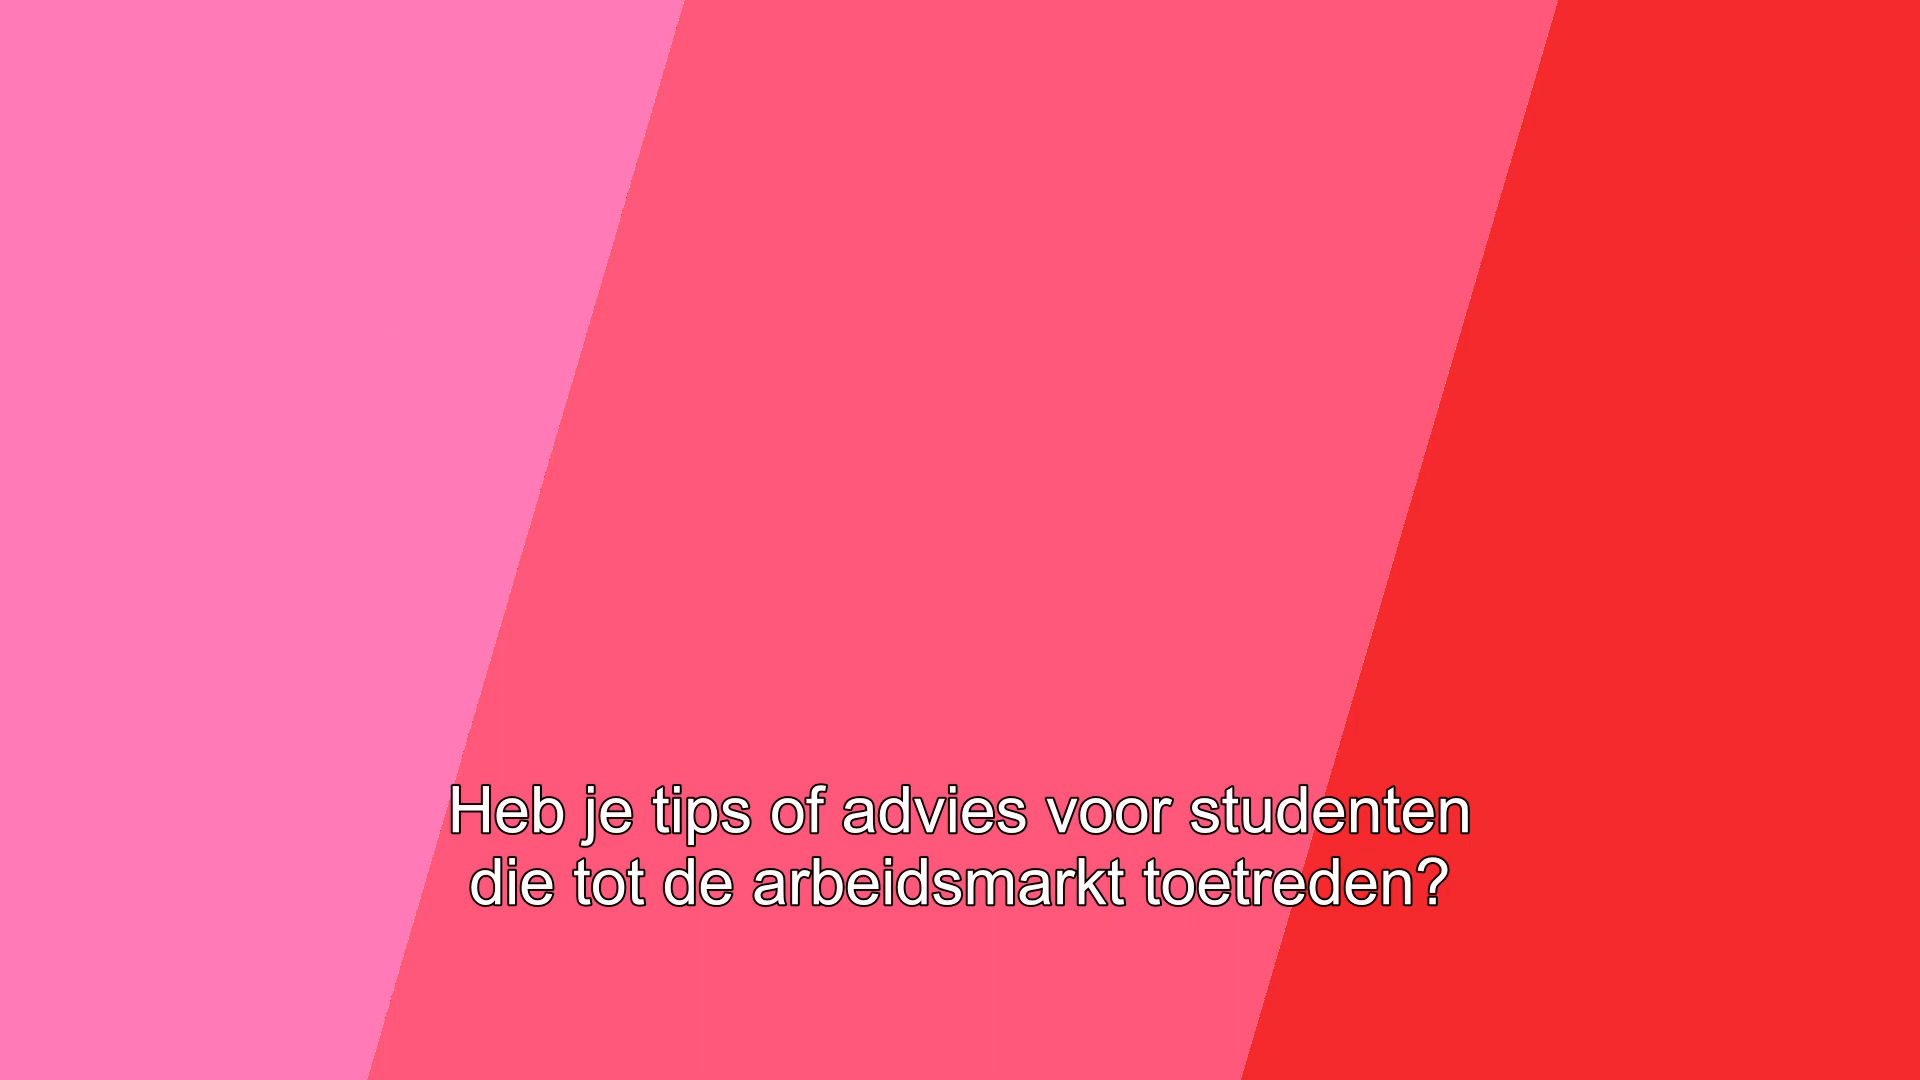 Heb je tips of advies voor studenten
die tot de arbeidsmarkt toetreden?